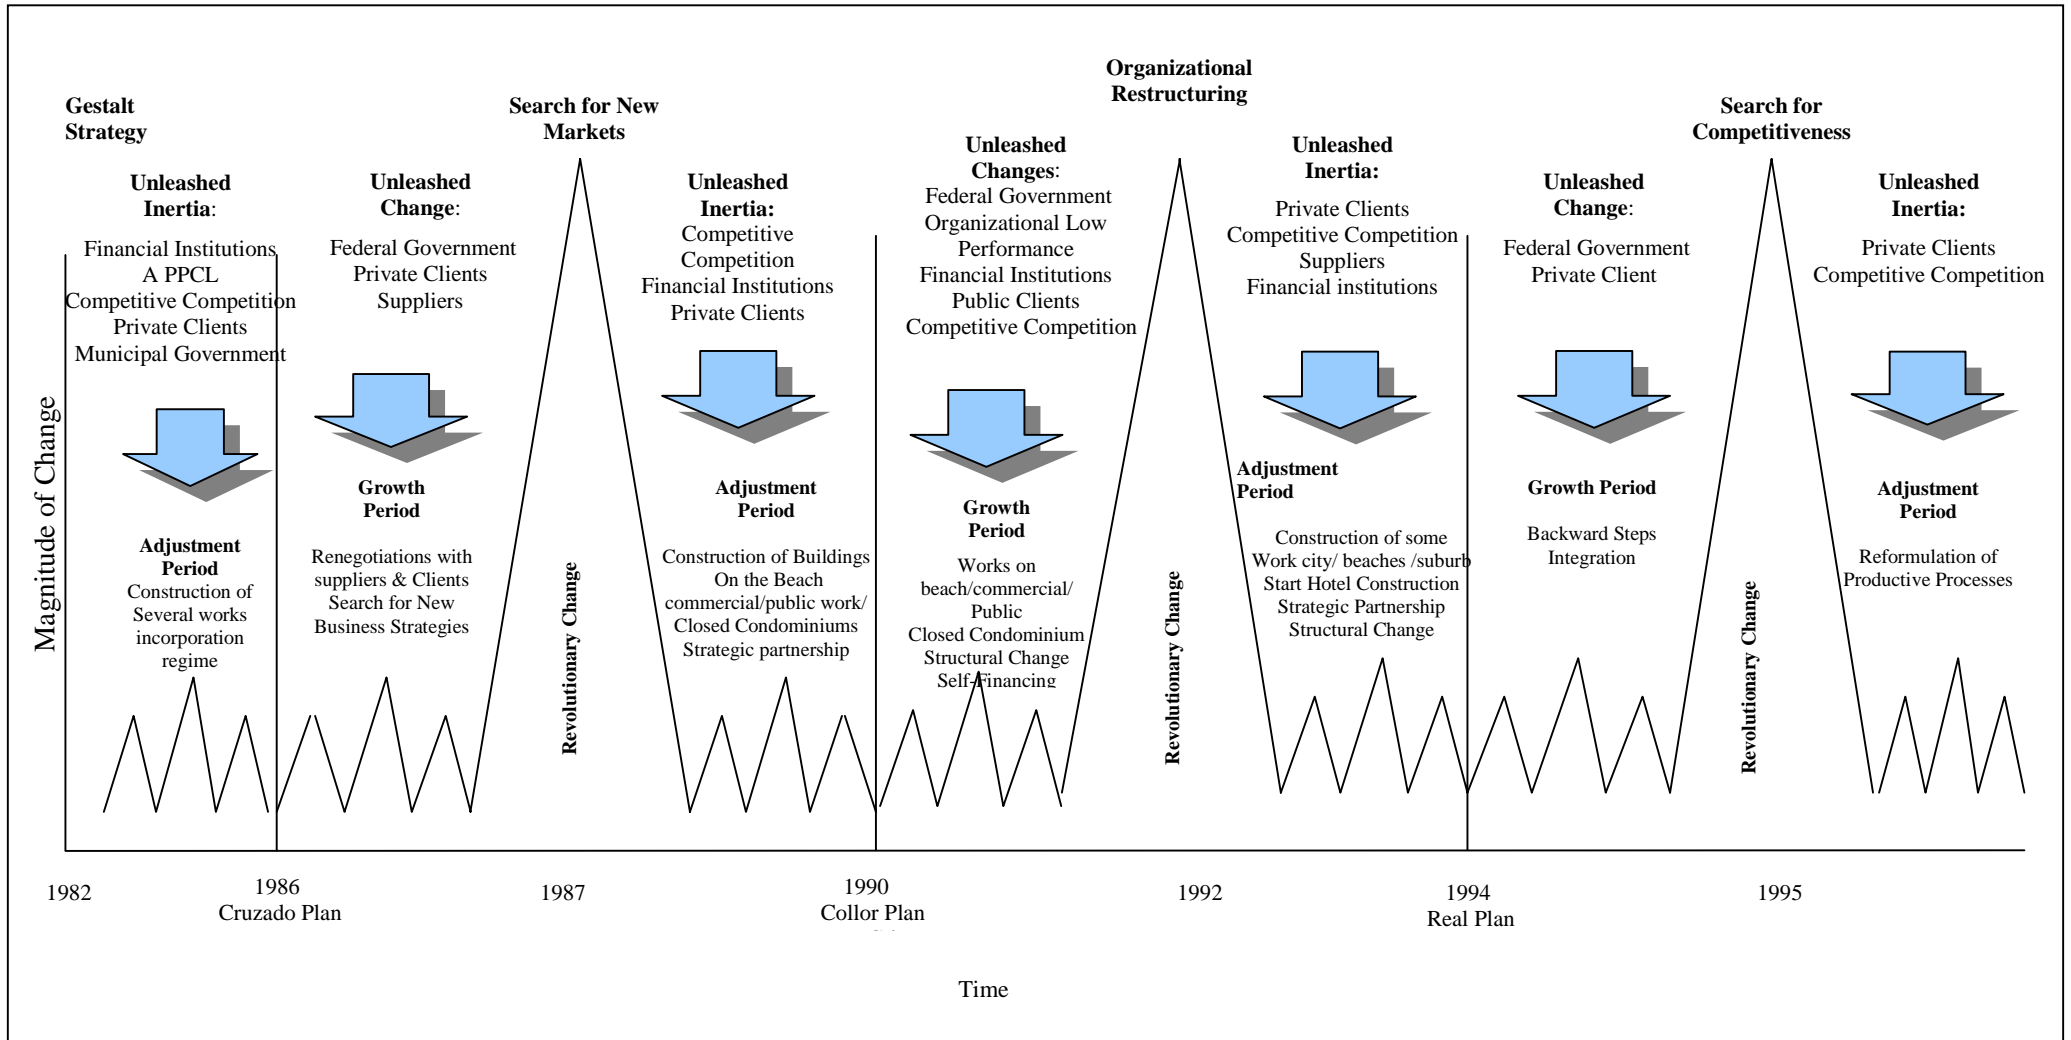 Gestalt
Strategy
Unleashed
Inertia:
Financial Institutions
A PPCL
Competitive Competition
Private Clients
Municipal Government
Adjustment
Period
Construction of
Several works
incorporation
regime
Unleashed
Change:
Federal Government
Private Clients
Suppliers
Growth
Period
Renegotiations with
suppliers & Clients
Search for New
Business Strategies
Search for New
Markets
Revolutionary Change
Unleashed
Inertia:
Competitive
Competition
Financial Institutions
Private Clients
Adjustment
Period
Construction of Buildings
On the Beach
commercial/public work/
Closed Condominiums
Strategic partnership
Unleashed
Changes:
Federal Government
Organizational Low
Performance
Financial Institutions
Public Clients
Competitive Competition
Growth
Period
Works on
beach/commercial/
Public
Closed Condominium
Structural Change
Self-Financing
Organizational
Restructuring
Revolutionary Change
Unleashed
Inertia:
Private Clients
Competitive Competition
Suppliers
Financial institutions
Adjustment
Period
Construction of some
Work city/ beaches /suburb
Start Hotel Construction
Strategic Partnership
Structural Change
Unleashed
Change:
Federal Government
Private Client
Growth Period
Backward Steps
Integration
Search for
Competitiveness
Revolutionary Change
Unleashed
Inertia:
Private Clients
Competitive Competition
Adjustment
Period
Reformulation of
Productive Processes
Magnitude of Change
1982
1986
Cruzado Plan
1987
1990
Collor Plan
1992
1994
Real Plan
1995
Time